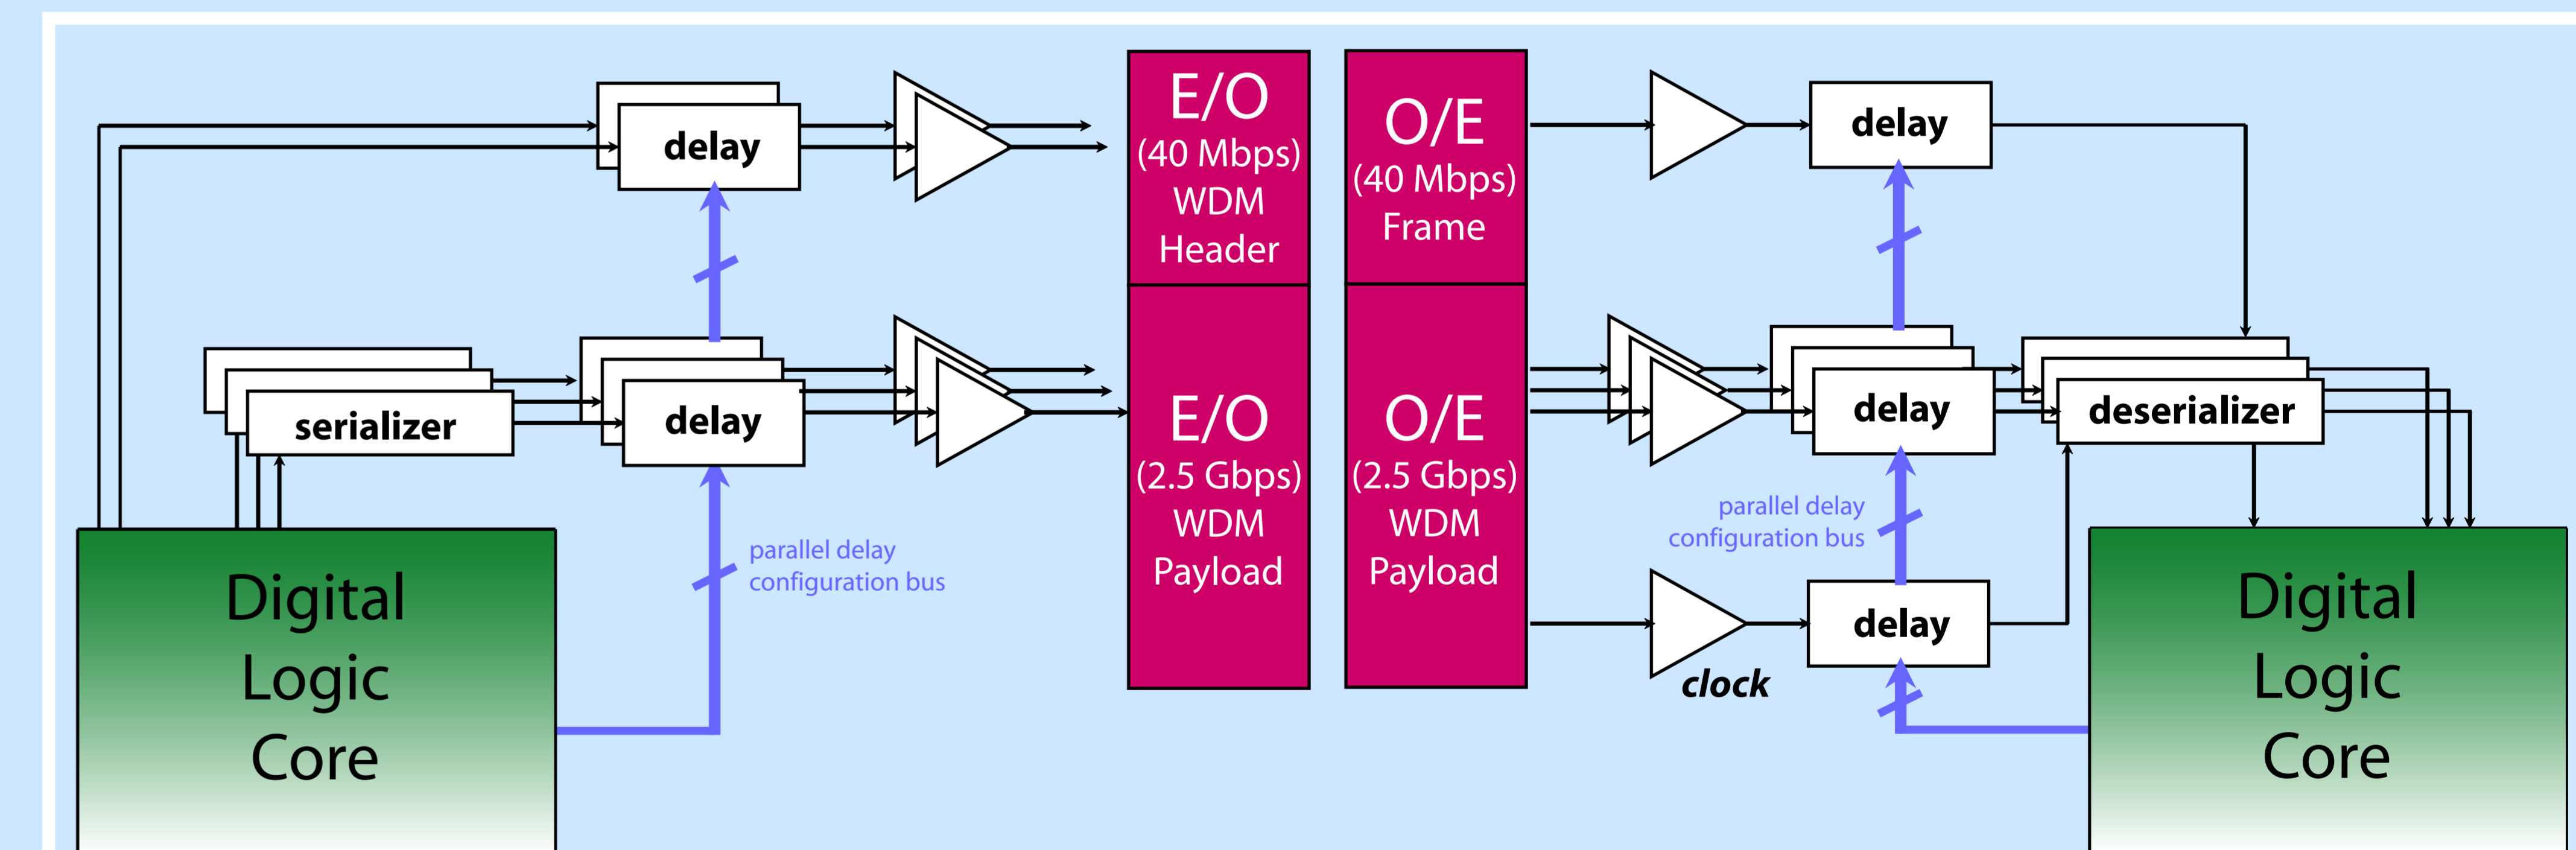 delay
E/O
(40 Mbps)
WDM
Header
O/E
(40 Mbps)
Frame
delay
serializer
delay
E/O
(2.5 Gbps)
WDM
Payload
O/E
(2.5 Gbps)
WDM
Payload
delay
deserializer
parallel delay
configuration bus
parallel delay
configuration bus
clock
delay
Digital
Logic
Core
Digital
Logic
Core